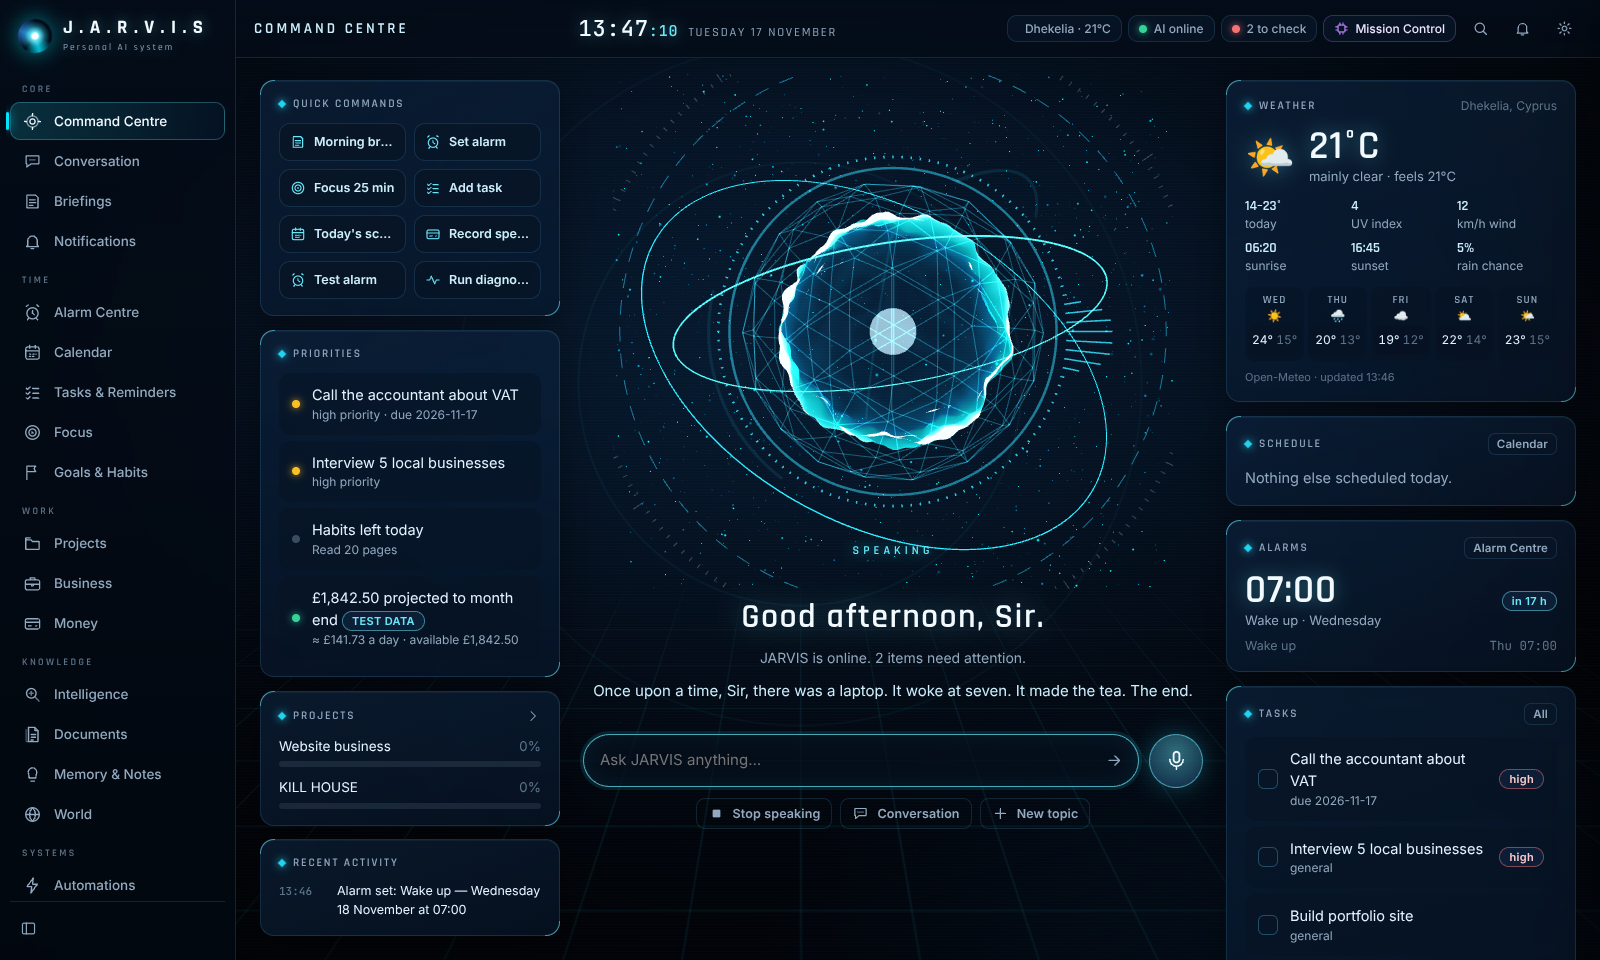 J.A.R.V.I.S
Personal AI system
CORE
Command Centre
Conversation
Briefings
Notifications
TIME
Alarm Centre
Calendar
Tasks & Reminders
Focus
Goals & Habits
WORK
Projects
Business
Money
KNOWLEDGE
Intelligence
Documents
Memory & Notes
World
SYSTEMS
Automations
COMMAND CENTRE
13:47:10 TUESDAY 17 NOVEMBER
Dhekelia · 21°C
AI online
2 to check
Mission Control
QUICK COMMANDS
Morning br...
Set alarm
Focus 25 min
Add task
Today's sc...
Record spe...
Test alarm
Run diagno...
PRIORITIES
Call the accountant about VAT
high priority · due 2026-11-17
Interview 5 local businesses
high priority
Habits left today
Read 20 pages
£1,842.50 projected to month
end TEST DATA
≈ £141.73 a day · available £1,842.50
PROJECTS
Website business 0%
KILL HOUSE 0%
RECENT ACTIVITY
13:46 Alarm set: Wake up — Wednesday
18 November at 07:00
SPEAKING
Good afternoon, Sir.
JARVIS is online. 2 items need attention.
Once upon a time, Sir, there was a laptop. It woke at seven. It made the tea. The end.
Ask JARVIS anything...
Stop speaking
Conversation
New topic
WEATHER
Dhekelia, Cyprus
21°C
mainly clear · feels 21°C
14-23° 4 12
today UV index km/h wind
06:20 16:45 5%
sunrise sunset rain chance
WED THU FRI SAT SUN
24° 15° 20° 13° 19° 12° 22° 14° 23° 15°
Open-Meteo · updated 13:46
SCHEDULE
Calendar
Nothing else scheduled today.
ALARMS
Alarm Centre
07:00
in 17 h
Wake up · Wednesday
Wake up Thu 07:00
TASKS
All
Call the accountant about
VAT
high
due 2026-11-17
Interview 5 local businesses
high
general
Build portfolio site
general